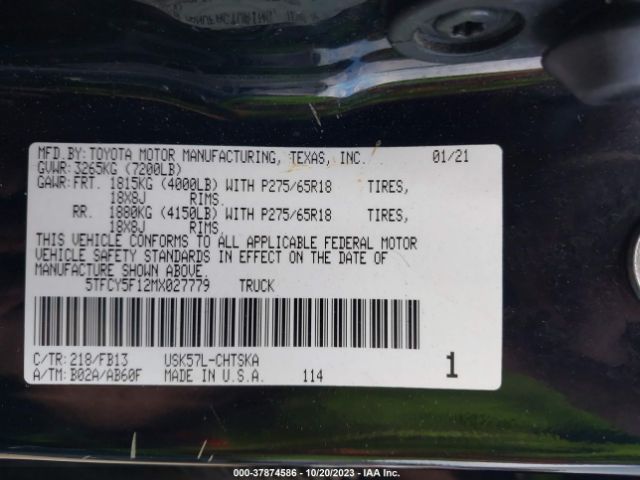 MFD.BY:TOYOTA MOTOR MANUFACTURING, TEXAS, INC. 01/21
GVWR:3265KG (7200LB)
GAWR:FRT. 1815KG (4000LB) WITH P275/65R18 TIRES,
18X8J RIMS.
RR. 1880KG (4150LB) WITH P275/65R18 TIRES,
18X8J RIMS.
THIS VEHICLE CONFORMS TO ALL APPLICABLE FEDERAL MOTOR
VEHICLE SAFETY STANDARDS IN EFFECT ON THE DATE OF
MANUFACTURE SHOWN ABOVE.
5TFCY5F12MX027779 TRUCK
C/TR:218/FB13 USK57L-CHTSKA
A/TM:B02A/AB60F MADE IN U.S.A. 114 1
000-37874586 - 10/20/2023 - IAA Inc.